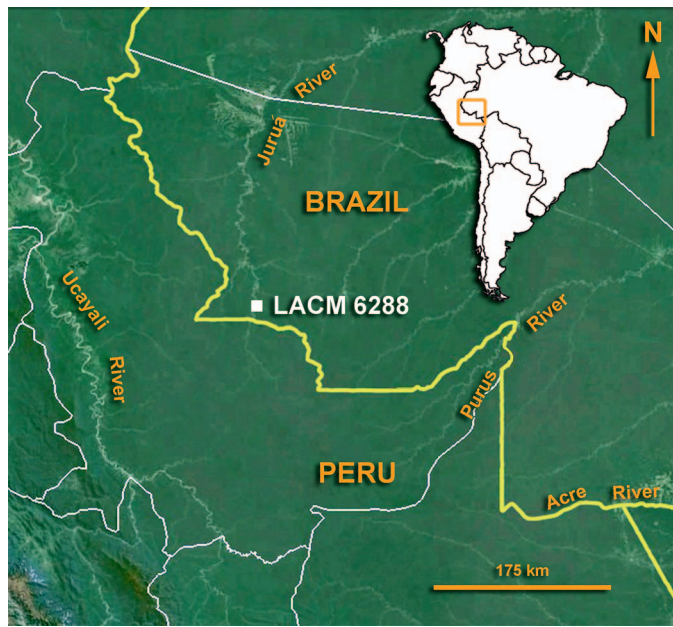 N
Juruá River
BRAZIL
LACM 6288
Ucayali River
Purus River
PERU
Acre River
175 km